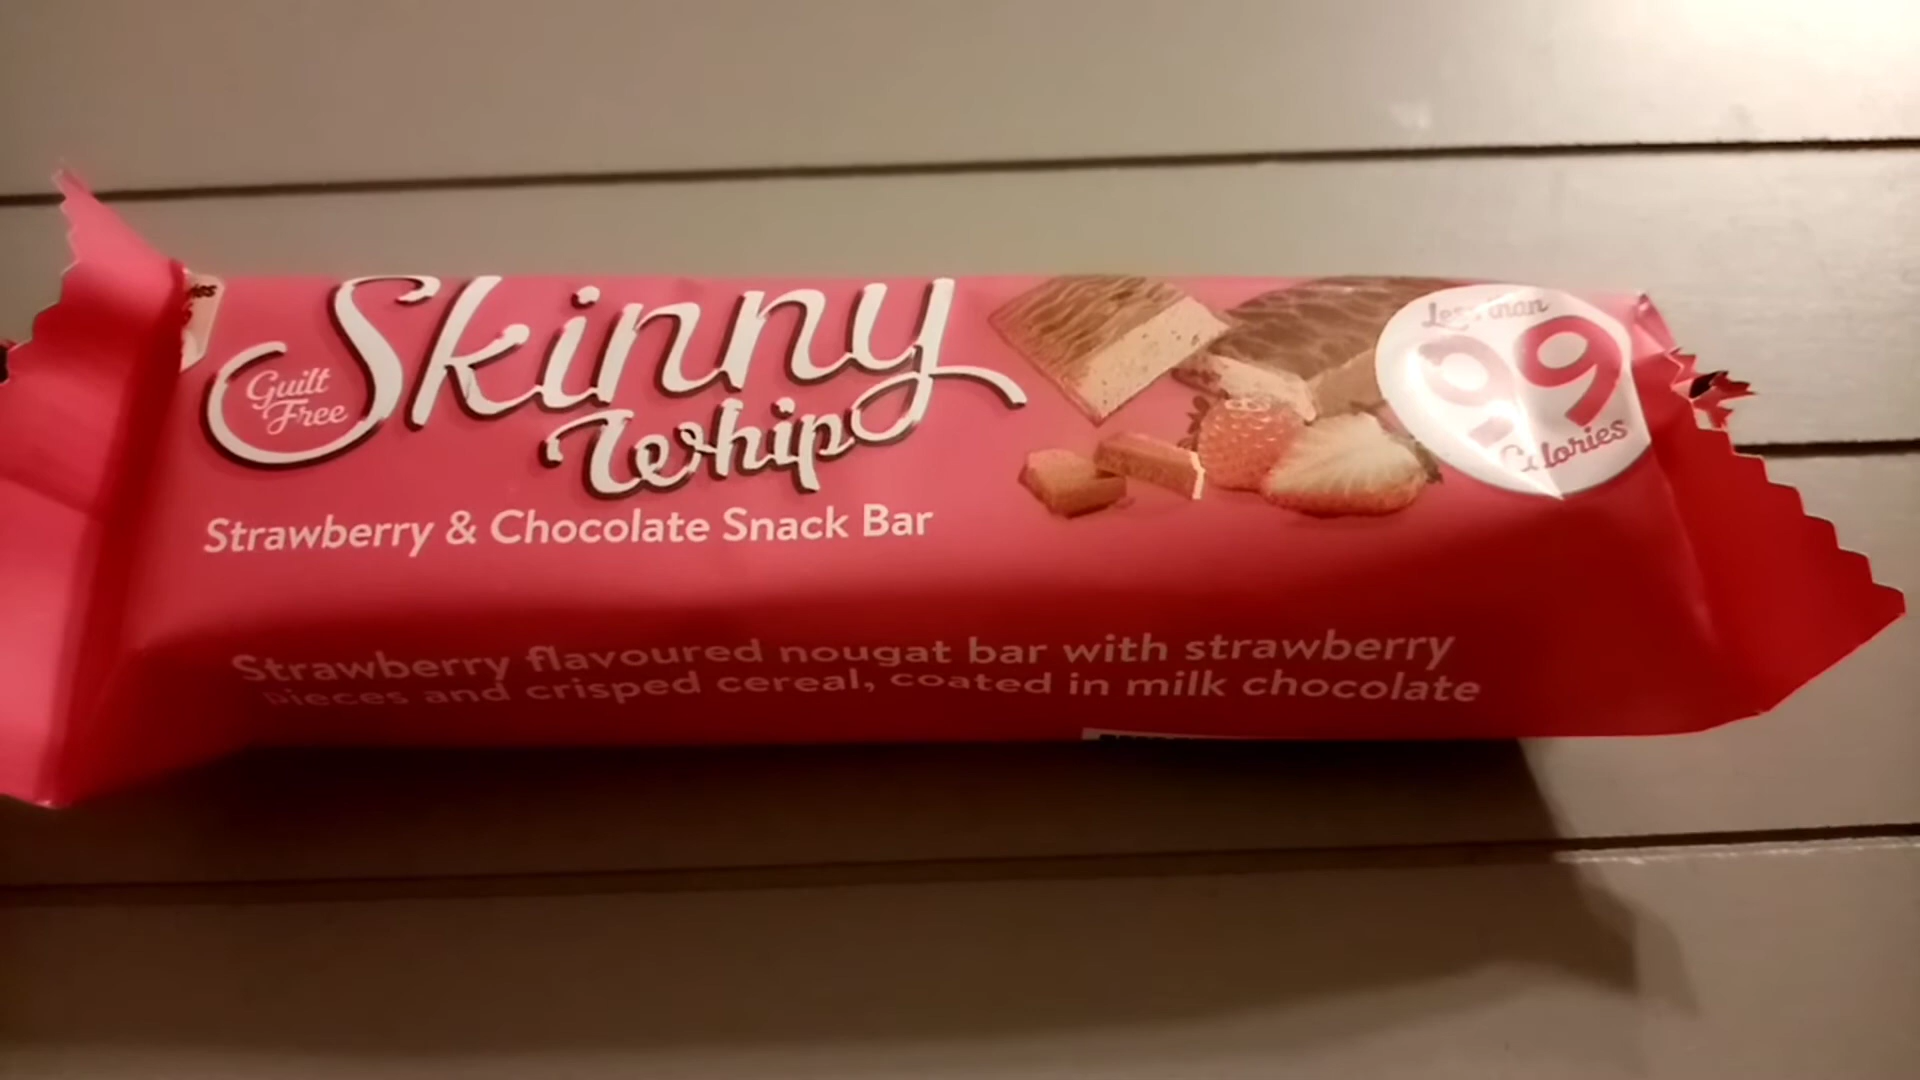 Guilt
Free
Skinny
Whip
Strawberry & Chocolate Snack Bar
Less than
99
Calories
Strawberry flavoured nougat bar with strawberry
pieces and crisped cereal, coated in milk chocolate